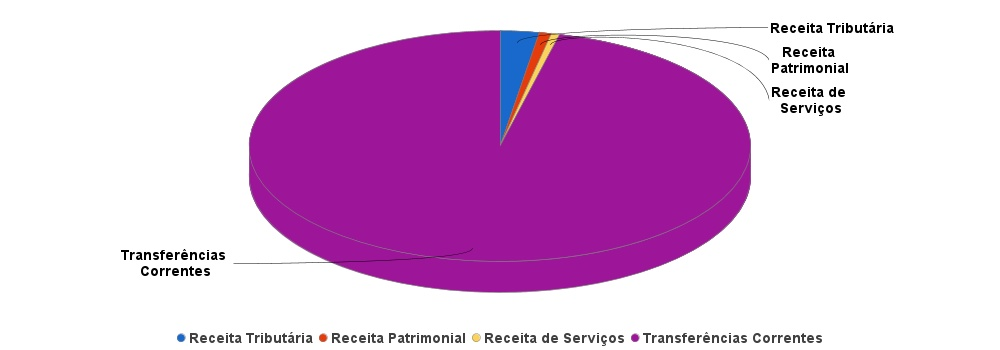 Receita Tributária
Receita
Patrimonial
Receita de
Serviços
Transferências
Correntes
Receita Tributária Receita Patrimonial Receita de Serviços Transferências Correntes